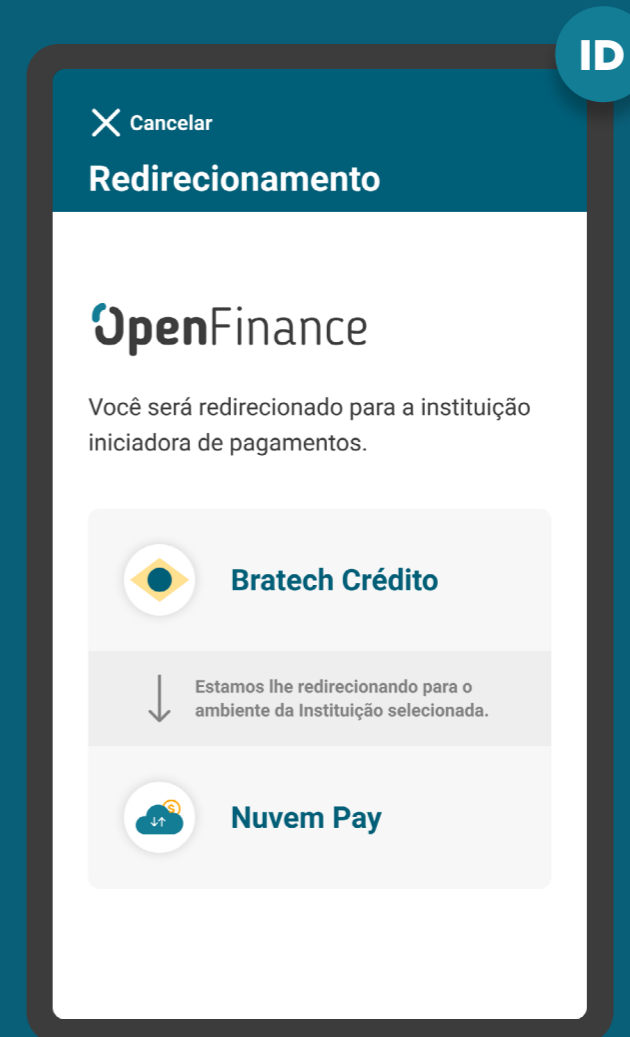 ID
Cancelar
Redirecionamento
OpenFinance
Você será redirecionado para a instituição
iniciadora de pagamentos.
Bratech Crédito
Estamos lhe redirecionando para o
ambiente da Instituição selecionada.
$
Nuvem Pay